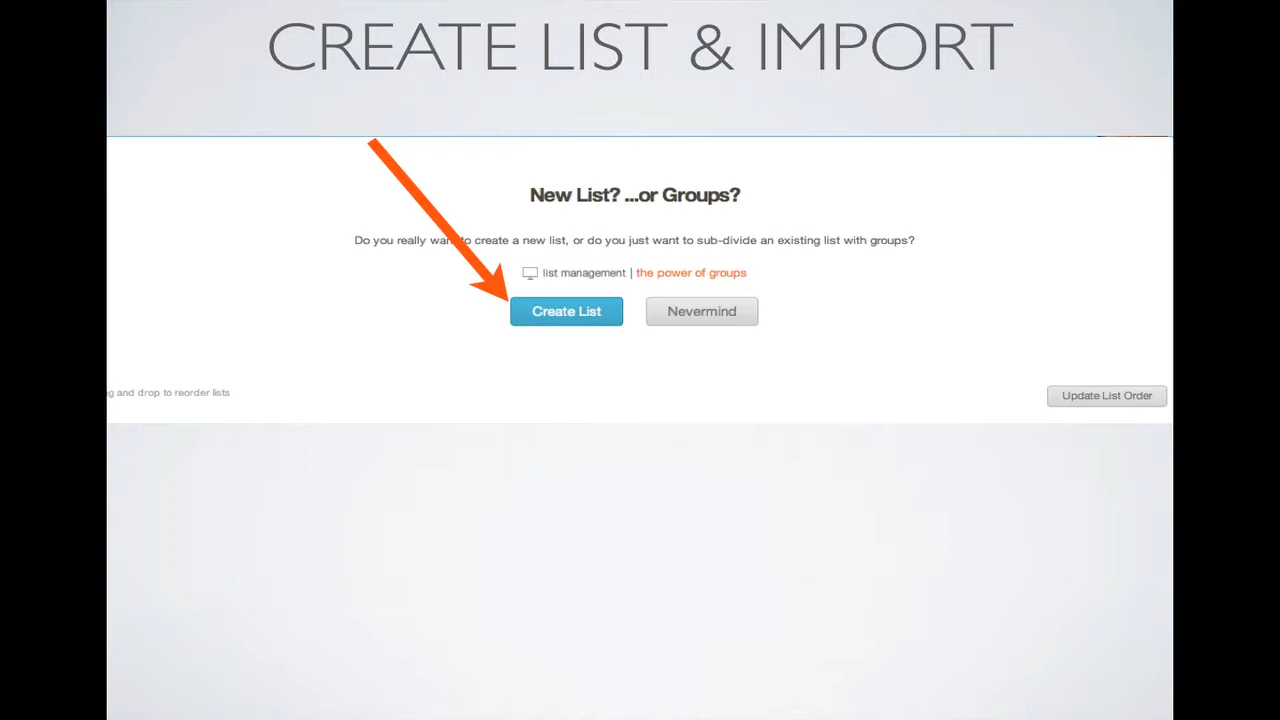 CREATE LIST & IMPORT
New List? ...or Groups?
Do you really want to create a new list, or do you just want to sub-divide an existing list with groups?
list management | the power of groups
Create List Nevermind
and drop to reorder lists Update List Order